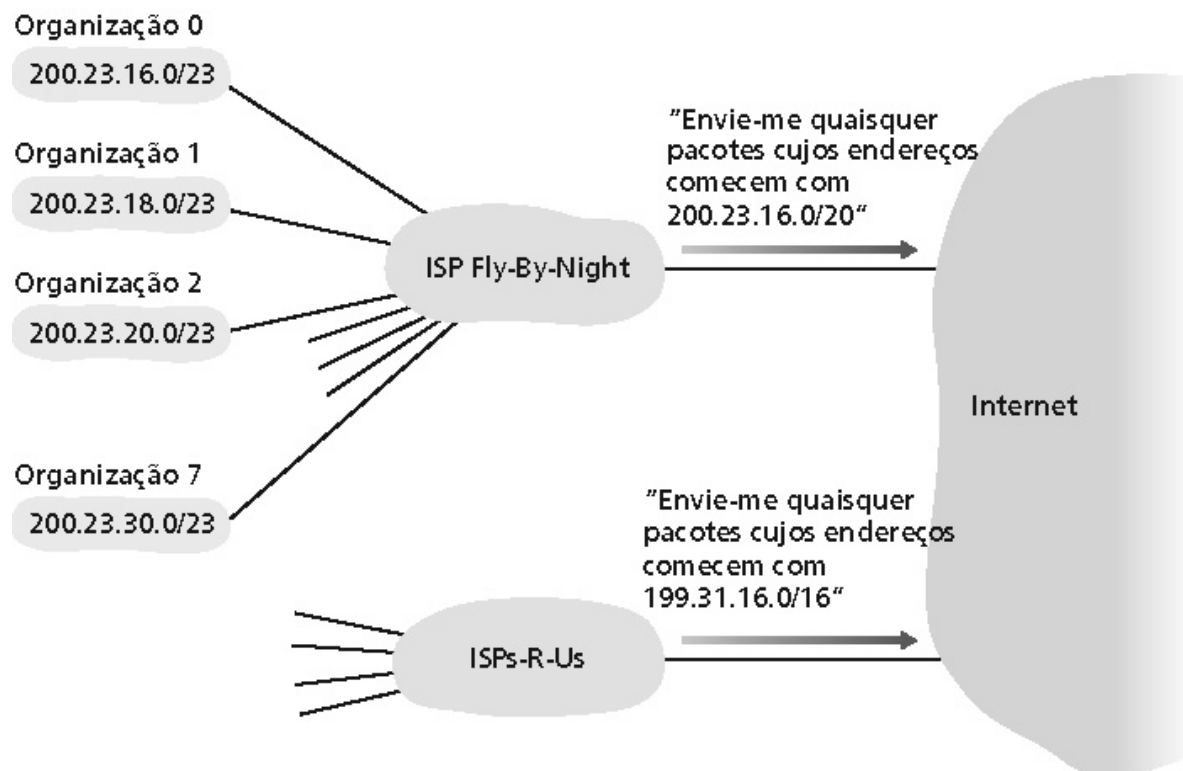 Organização 0
200.23.16.0/23
Organização 1
200.23.18.0/23
Organização 2
200.23.20.0/23
Organização 7
200.23.30.0/23
ISP Fly-By-Night
"Envie-me quaisquer
pacotes cujos endereços
comecem com
200.23.16.0/20"
Internet
"Envie-me quaisquer
pacotes cujos endereços
comecem com
199.31.16.0/16"
ISPs-R-Us